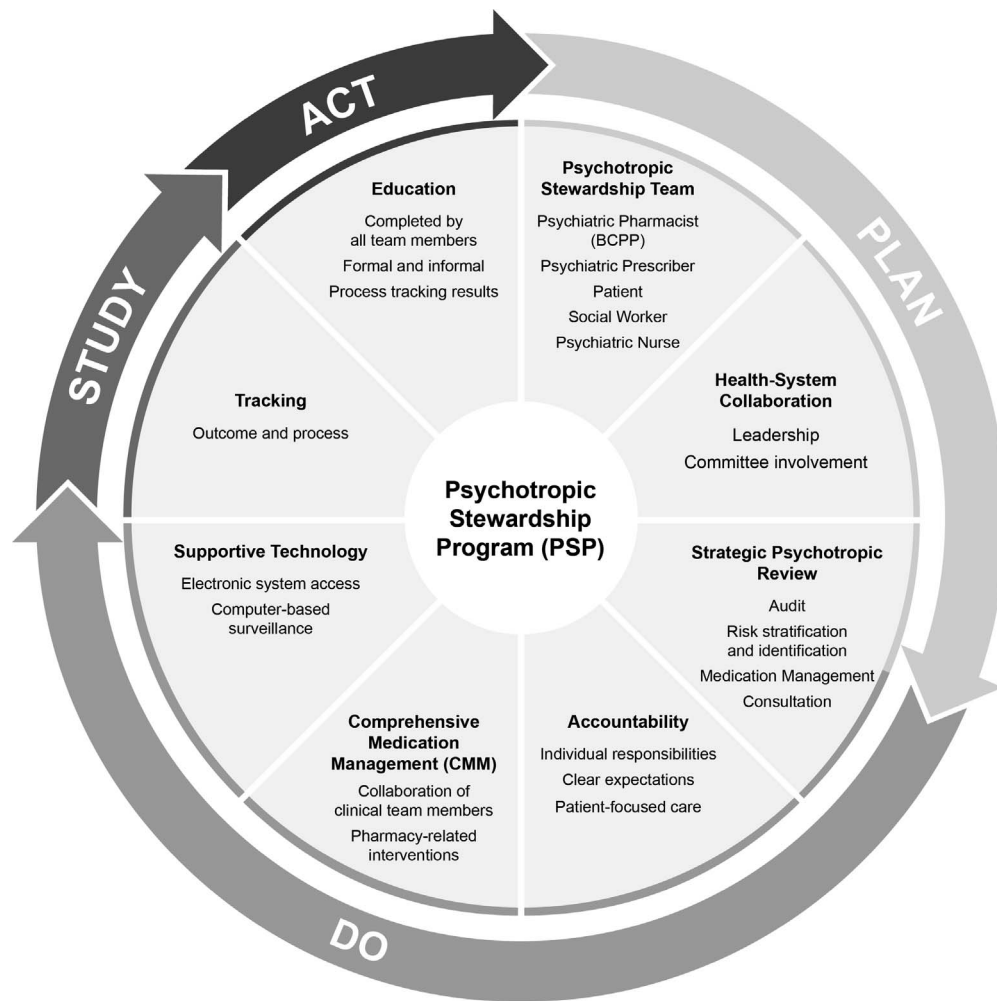 ACT
PLAN
DO
STUDY
Psychotropic
Stewardship
Program (PSP)
Psychotropic
Stewardship Team
Psychiatric Pharmacist
(BCPP)
Psychiatric Prescriber
Patient
Social Worker
Psychiatric Nurse
Health-System
Collaboration
Leadership
Committee involvement
Strategic Psychotropic
Review
Audit
Risk stratification
and identification
Medication Management
Consultation
Accountability
Individual responsibilities
Clear expectations
Patient-focused care
Comprehensive
Medication
Management (CMM)
Collaboration of
clinical team members
Pharmacy-related
interventions
Supportive Technology
Electronic system access
Computer-based
surveillance
Tracking
Outcome and process
Education
Completed by
all team members
Formal and informal
Process tracking results